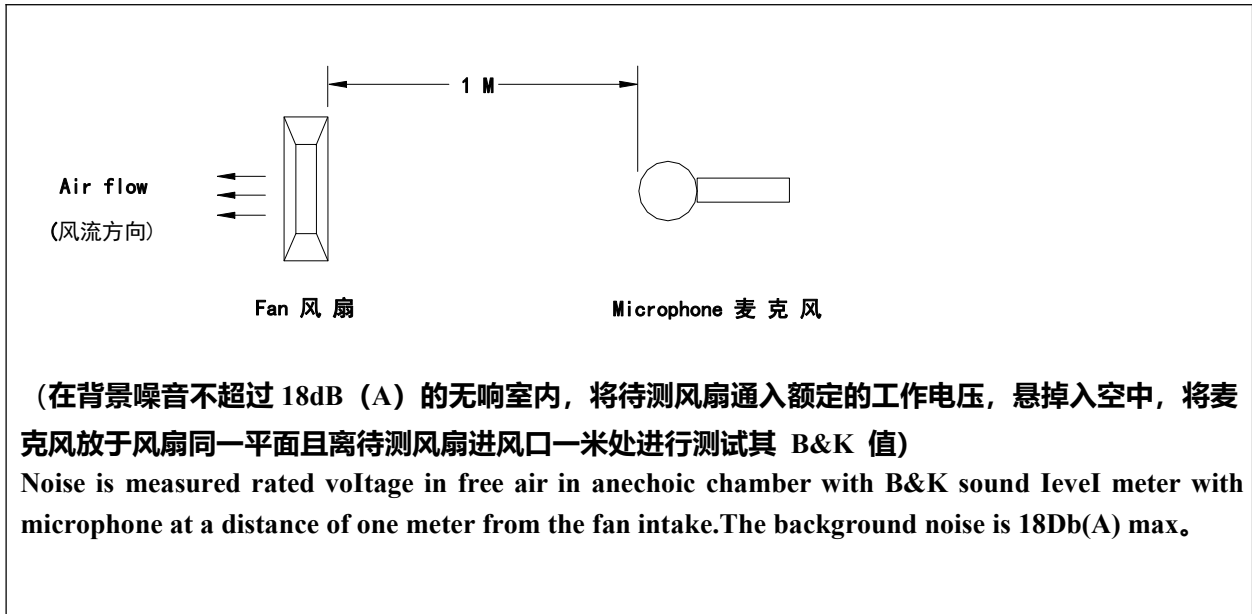 1 M
Air flow
(风流方向)
Fan 风 扇
Microphone 麦 克 风
（在背景噪音不超过 18dB（A）的无响室内，将待测风扇通入额定的工作电压，悬掉入空中，将麦
克风放于风扇同一平面且离待测风扇进风口一米处进行测试其 B&K 值)
Noise is measured rated voItage in free air in anechoic chamber with B&K sound IeveI meter with
microphone at a distance of one meter from the fan intake.The background noise is 18Db(A) max。